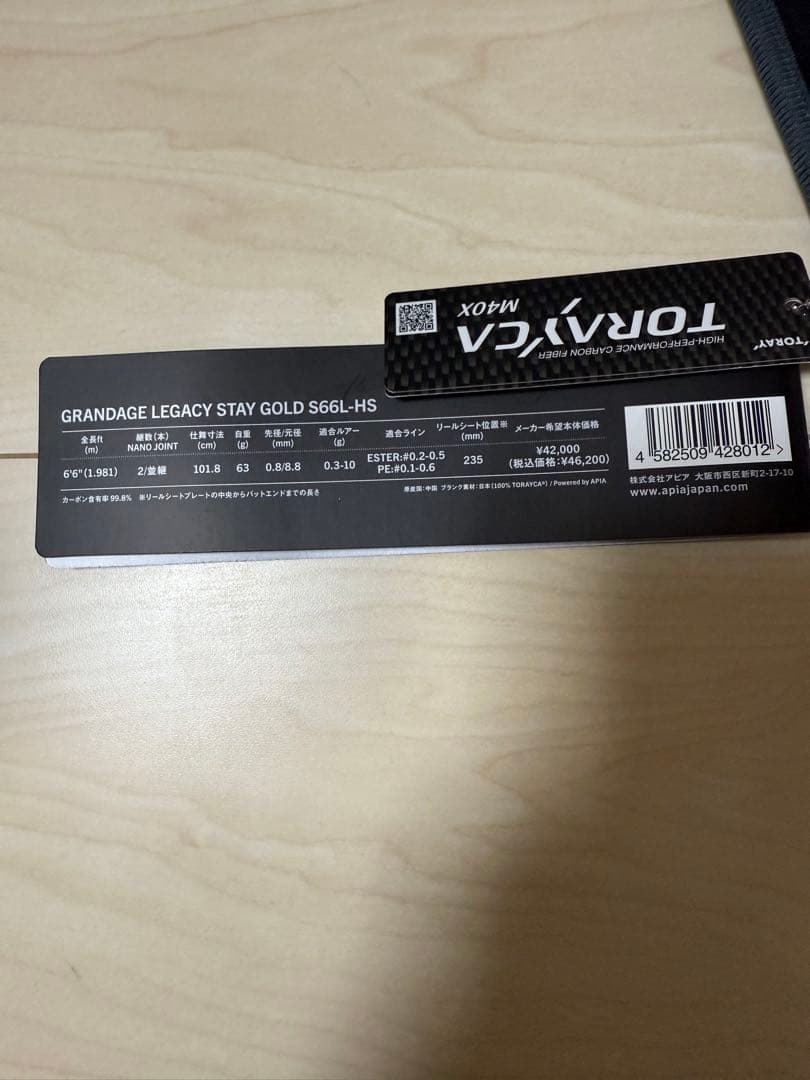 TORAY
HIGH-PERFORMANCE CARBON FIBER
TORAYCA
M40X
GRANDAGE LEGACY STAY GOLD S66L-HS
全長ft (m) 継数(本) NANO JOINT 仕舞寸法 (cm) 自重 (g) 先径/元径 (mm) 適合ルアー (g) 適合ライン リールシート位置※ (mm) メーカー希望本体価格
6'6"(1.981) 2/並継 101.8 63 0.8/8.8 0.3-10 ESTER:#0.2-0.5 PE:#0.1-0.6 235 ¥42,000 (税込価格:¥46,200)
カーボン含有率 99.8% ※リールシートプレートの中央からバットエンドまでの長さ
原産国:中国 ブランク素材:日本(100% TORAYCA®) / Powered by APIA
4 582509 428012 >
株式会社アピア 大阪市西区新町2-17-10
www.apiajapan.com